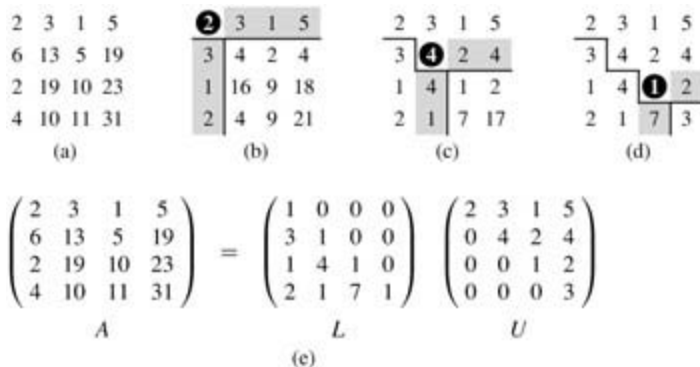 2 3 1 5
6 13 5 19
2 19 10 23
4 10 11 31
(a)
2 3 1 5
3 4 2 4
1 16 9 18
2 4 9 21
(b)
2 3 1 5
3 4 2 4
1 4 1 2
2 1 7 17
(c)
2 3 1 5
3 4 2 4
1 4 1 2
2 1 7 3
(d)
2 3 1 5
6 13 5 19
2 19 10 23
4 10 11 31
A
=
1 0 0 0
3 1 0 0
1 4 1 0
2 1 7 1
L
2 3 1 5
0 4 2 4
0 0 1 2
0 0 0 3
U
(e)